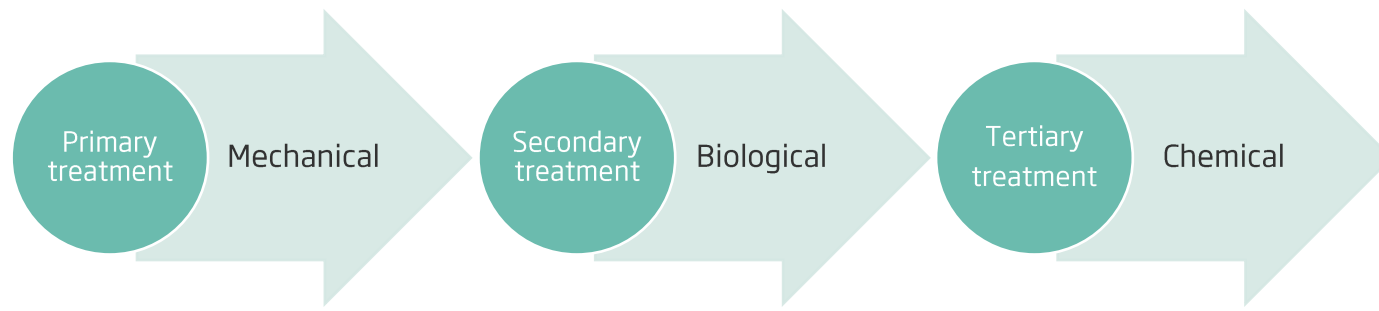 Primary
treatment
Mechanical
Secondary
treatment
Biological
Tertiary
treatment
Chemical